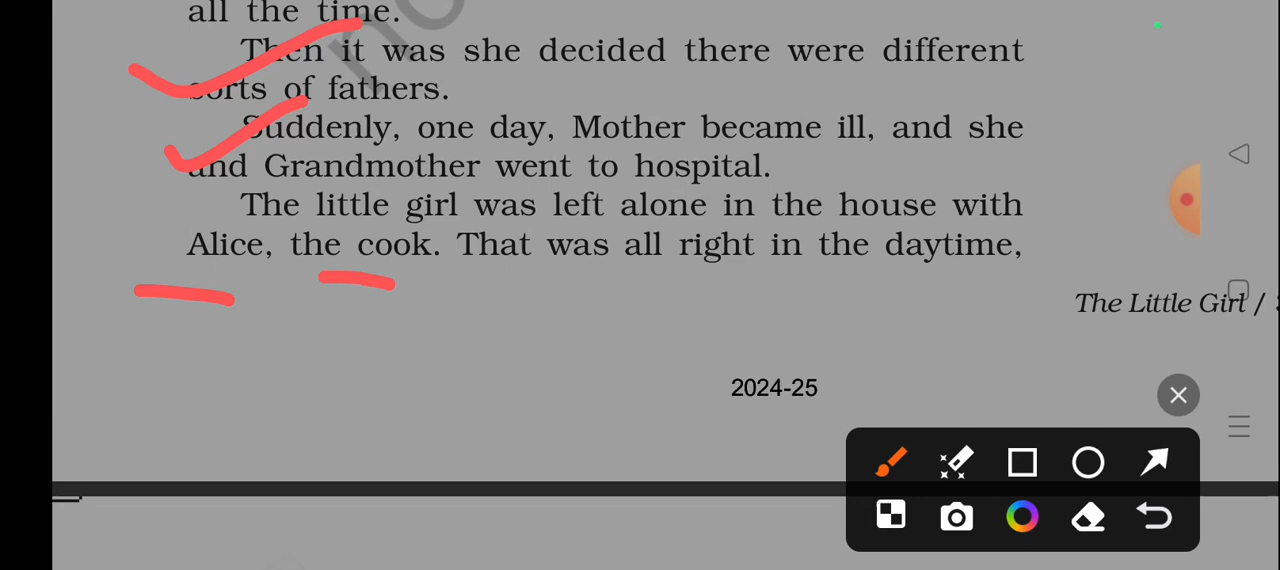 all the time.
Then it was she decided there were different
sorts of fathers.
Suddenly, one day, Mother became ill, and she
and Grandmother went to hospital.
The little girl was left alone in the house with
Alice, the cook. That was all right in the daytime,
The Little Girl /
2024-25